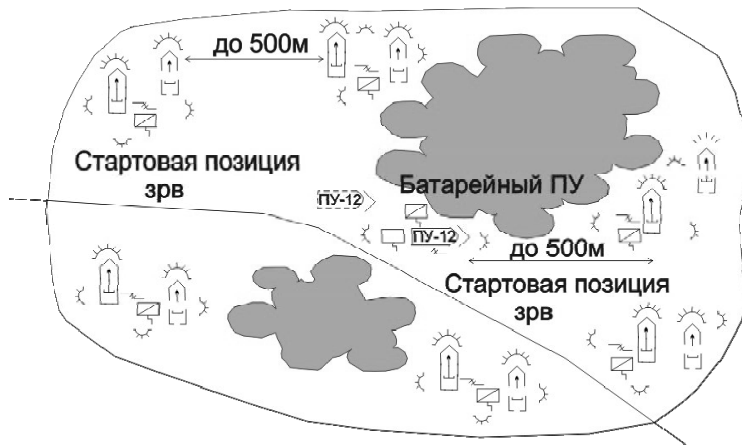 до 500м
Стартовая позиция
зрв
ПУ-12
Батарейный ПУ
ПУ-12
до 500м
Стартовая позиция
зрв